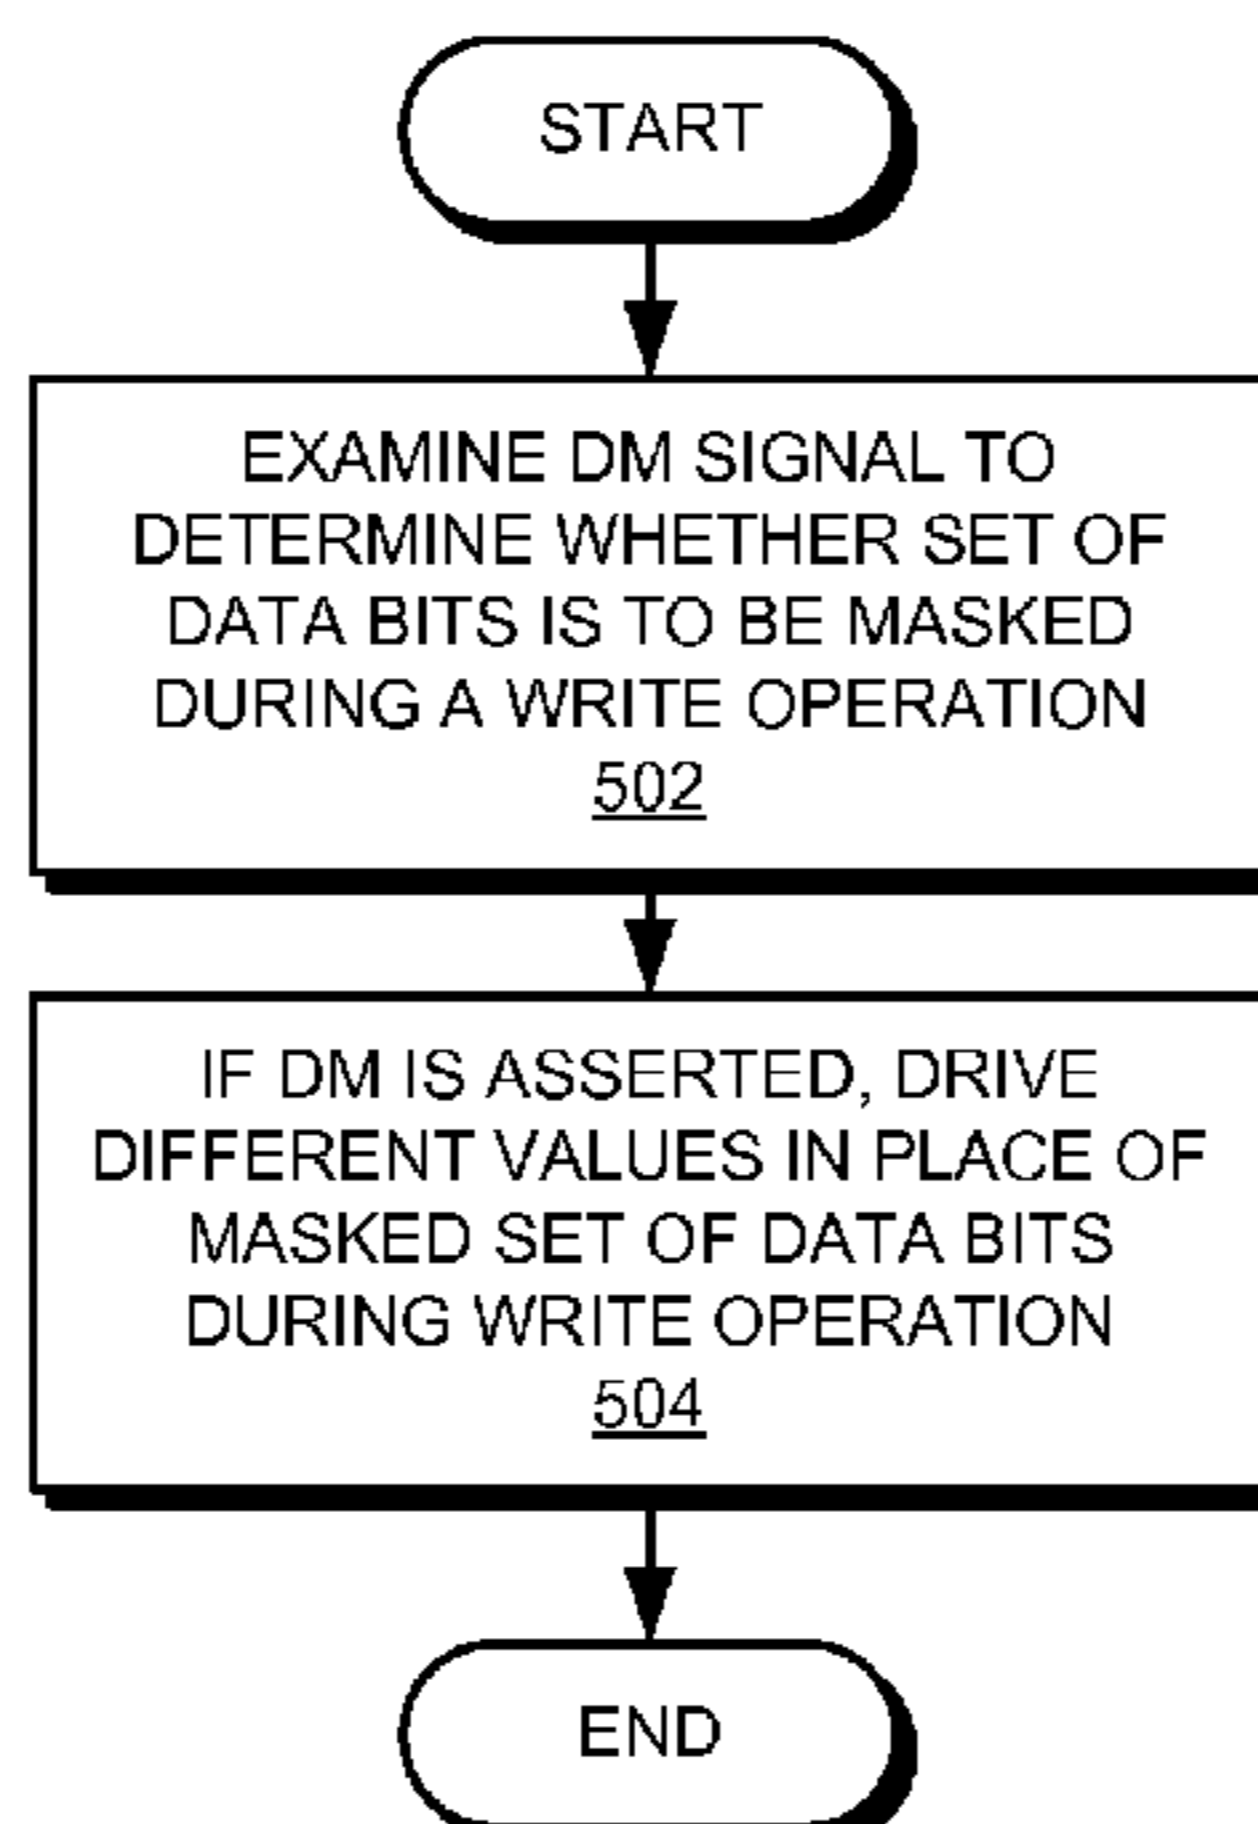 START
EXAMINE DM SIGNAL TO
DETERMINE WHETHER SET OF
DATA BITS IS TO BE MASKED
DURING A WRITE OPERATION
502
IF DM IS ASSERTED, DRIVE
DIFFERENT VALUES IN PLACE OF
MASKED SET OF DATA BITS
DURING WRITE OPERATION
504
END